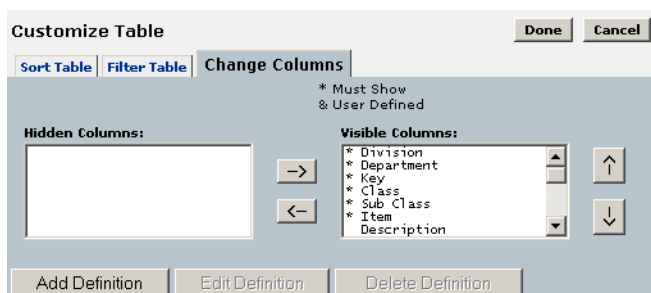 Customize Table
Done
Cancel
Sort Table
Filter Table
Change Columns
* Must Show
& User Defined
Hidden Columns:
Visible Columns:
* Division
* Department
* Key
* Class
* Sub Class
* Item
Description
-->
<--
Add Definition
Edit Definition
Delete Definition